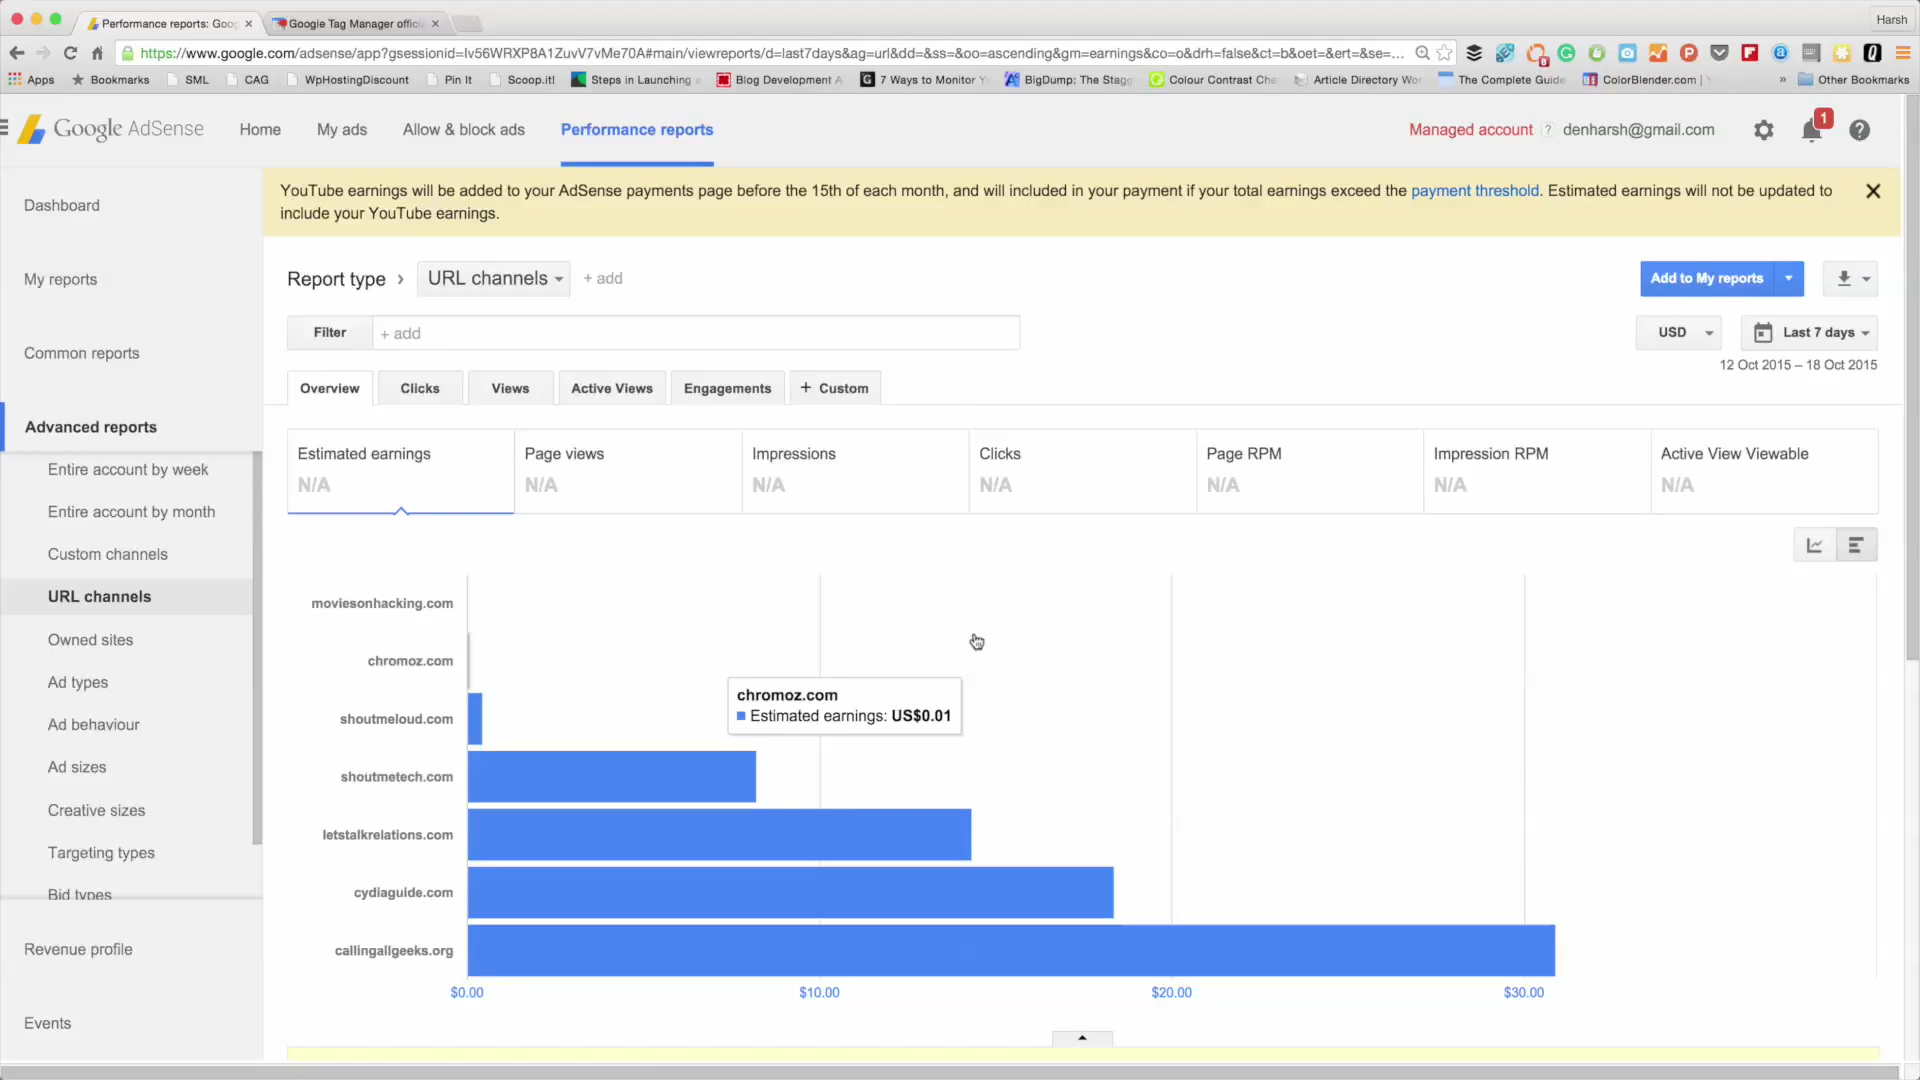 Performance reports: Goog
Google Tag Manager offici
Harsh
https://www.google.com/adsense/app?gsessionid=Iv56WRXP8A1ZuvV7vMe70A#main/viewreports/d=last7days&ag=url&dd=&ss=&oo=ascending&gm=earnings&co=o&drh=false&ct=b&oet=&ert=&se=...
Apps Bookmarks SML CAG WpHostingDiscount Pin It Scoop.it! Steps in Launching Blog Development A 7 Ways to Monitor Y BigDump: The Stagg Colour Contrast Che Article Directory Wor The Complete Guide ColorBlender.com | » Other Bookmarks
Google AdSense Home My ads Allow & block ads Performance reports Managed account ? denharsh@gmail.com 1 ?
YouTube earnings will be added to your AdSense payments page before the 15th of each month, and will included in your payment if your total earnings exceed the payment threshold. Estimated earnings will not be updated to
include your YouTube earnings.
Dashboard
My reports
Common reports
Advanced reports
Entire account by week
Entire account by month
Custom channels
URL channels
Owned sites
Ad types
Ad behaviour
Ad sizes
Creative sizes
Targeting types
Bid types
Revenue profile
Events
Report type › URL channels + add
Add to My reports
Filter + add
USD Last 7 days
12 Oct 2015 – 18 Oct 2015
Overview Clicks Views Active Views Engagements + Custom
Estimated earnings Page views Impressions Clicks Page RPM Impression RPM Active View Viewable
N/A N/A N/A N/A N/A N/A N/A
moviesonhacking.com
chromoz.com
shoutmeloud.com
shoutmetech.com
letstalkrelations.com
cydiaguide.com
callingallgeeks.org
chromoz.com
Estimated earnings: US$0.01
$0.00 $10.00 $20.00 $30.00